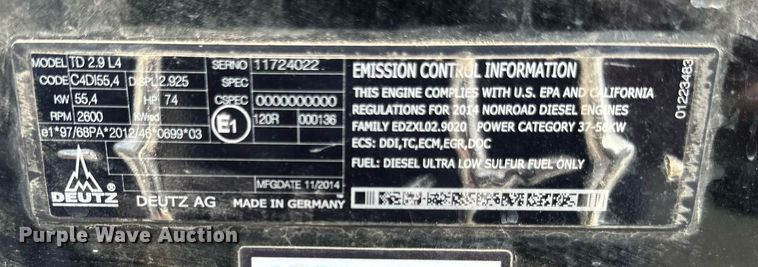 MODEL TD 2.9 L4 SERNO 11724022
CODE C4DI55,4 DISPL 2.925 SPEC
KW 55,4 HP 74 CSPEC 0000000000
RPM 2600 KWred E1 120R 000136
e1*97/68PA*2012/46*0699*03
MFGDATE 11/2014
DEUTZ DEUTZ AG MADE IN GERMANY
EMISSION CONTROL INFORMATION
THIS ENGINE COMPLIES WITH U.S. EPA AND CALIFORNIA
REGULATIONS FOR 2014 NONROAD DIESEL ENGINES
FAMILY EDZXL02.9020 POWER CATEGORY 37-56KW
ECS: DDI,TC,ECM,EGR,DOC
FUEL: DIESEL ULTRA LOW SULFUR FUEL ONLY
01223483
Purple Wave Auction